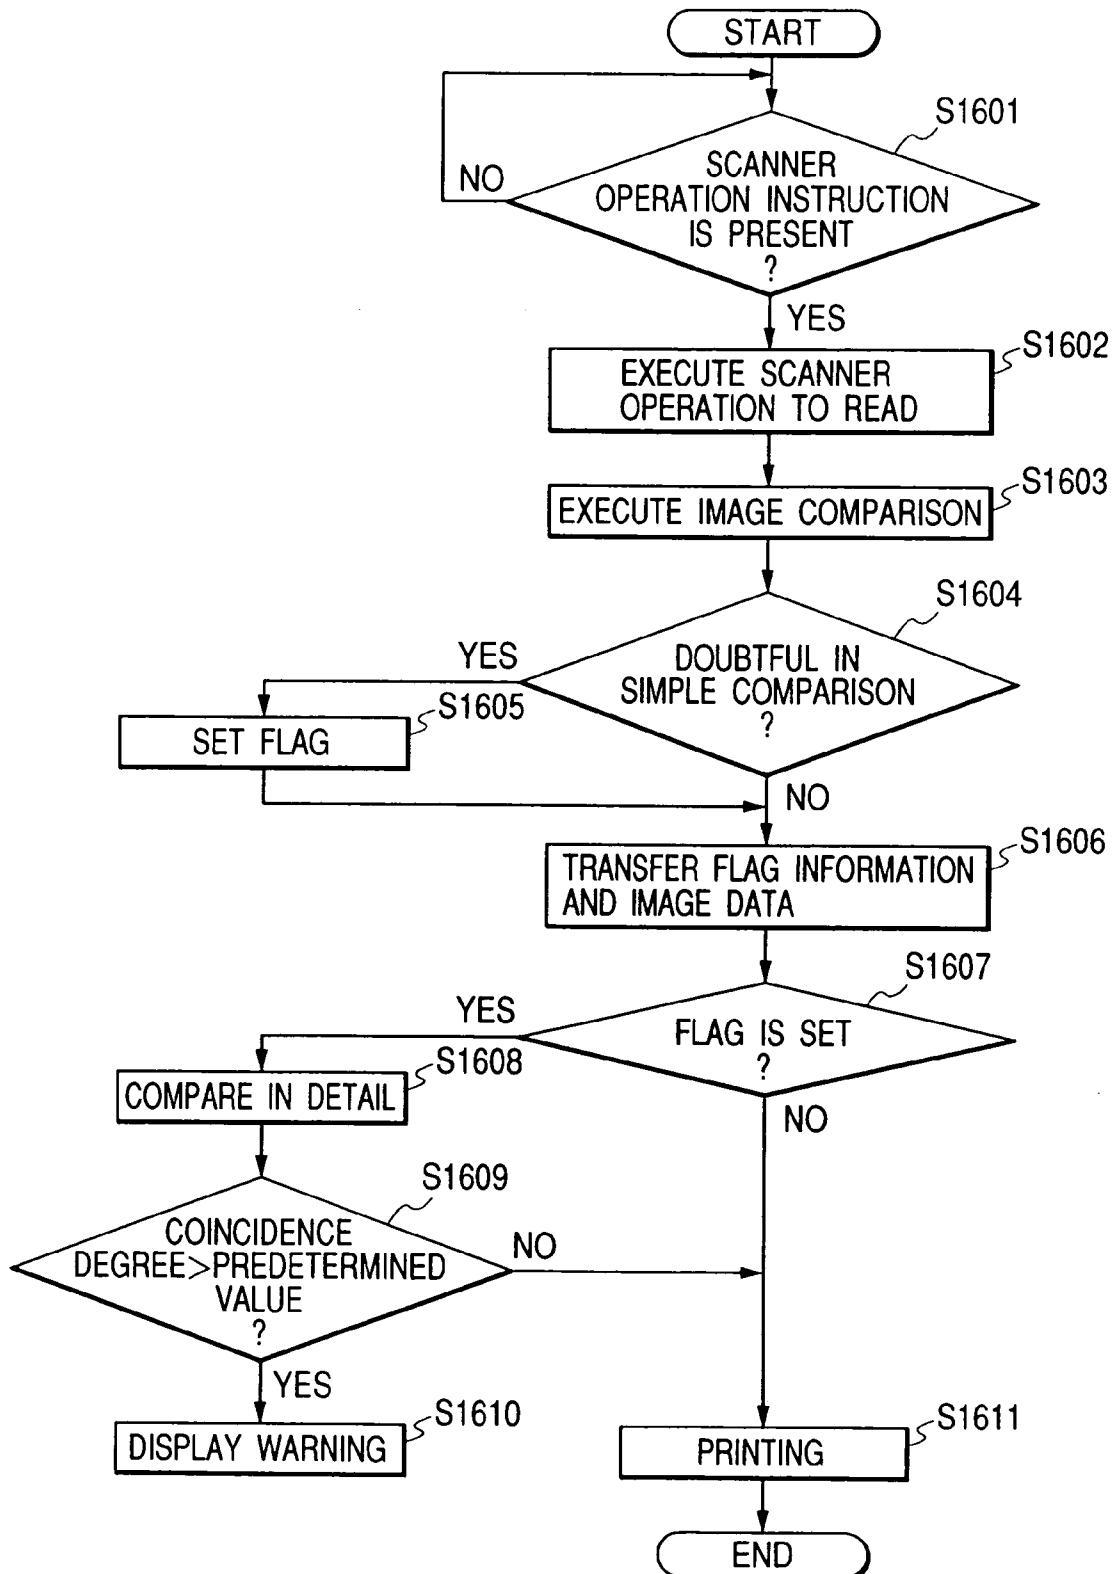 START
S1601
SCANNER
OPERATION INSTRUCTION
IS PRESENT
?
NO
YES
S1602
EXECUTE SCANNER
OPERATION TO READ
S1603
EXECUTE IMAGE COMPARISON
S1604
DOUBTFUL IN
SIMPLE COMPARISON
?
YES
S1605
SET FLAG
NO
S1606
TRANSFER FLAG INFORMATION
AND IMAGE DATA
S1607
FLAG IS SET
?
YES
S1608
COMPARE IN DETAIL
NO
S1609
COINCIDENCE
DEGREE>PREDETERMINED
VALUE
?
NO
YES
S1610
DISPLAY WARNING
S1611
PRINTING
END